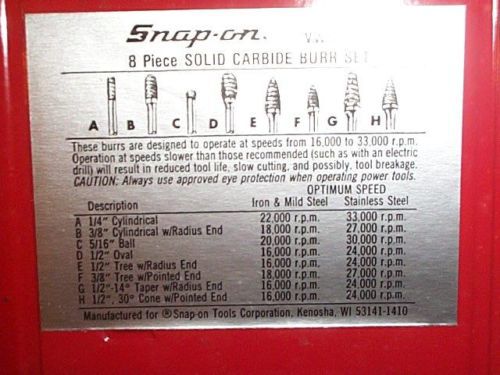 Snap-on
8 Piece SOLID CARBIDE BURR SET
A B C D E F G H
These burrs are designed to operate at speeds from 16,000 to 33,000 r.p.m.
Operation at speeds slower than those recommended (such as with an electric
drill) will result in reduced tool life, slow cutting, and possibly, tool breakage.
CAUTION: Always use approved eye protection when operating power tools.
OPTIMUM SPEED
Description Iron & Mild Steel Stainless Steel
A 1/4" Cylindrical 22,000 r.p.m. 33,000 r.p.m.
B 3/8" Cylindrical w/Radius End 18,000 r.p.m. 27,000 r.p.m.
C 5/16" Ball 20,000 r.p.m. 30,000 r.p.m.
D 1/2" Oval 16,000 r.p.m. 24,000 r.p.m.
E 1/2" Tree w/Radius End 16,000 r.p.m. 24,000 r.p.m.
F 3/8" Tree w/Pointed End 18,000 r.p.m. 27,000 r.p.m.
G 1/2"-14° Taper w/Radius End 16,000 r.p.m. 24,000 r.p.m.
H 1/2", 30° Cone w/Pointed End 16,000 r.p.m. 24,000 r.p.m.
Manufactured for ®Snap-on Tools Corporation, Kenosha, WI 53141-1410